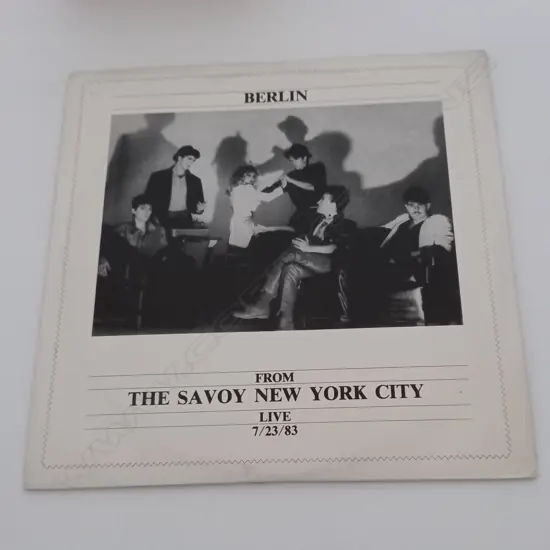 BERLIN
FROM
THE SAVOY NEW YORK CITY
LIVE
7/23/83